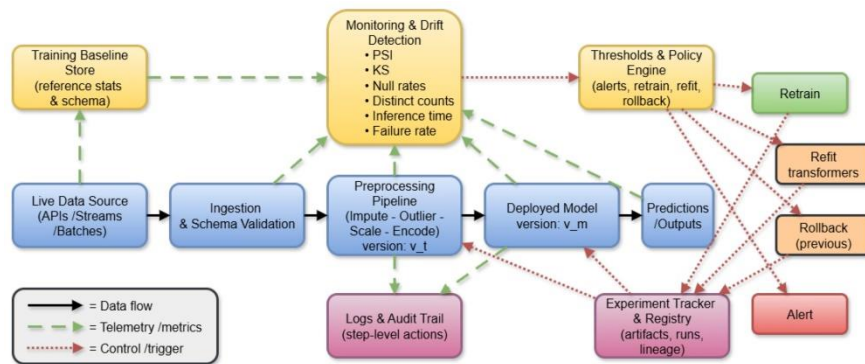 Training Baseline
Store
(reference stats
& schema)
Monitoring & Drift
Detection
• PSI
• KS
• Null rates
• Distinct counts
• Inference time
• Failure rate
Thresholds & Policy
Engine
(alerts, retrain, refit,
rollback)
Retrain
Refit
transformers
Rollback
(previous)
Alert
Live Data Source
(APIs /Streams
/Batches)
Ingestion
& Schema Validation
Preprocessing
Pipeline
(Impute - Outlier -
Scale - Encode)
version: v_t
Deployed Model
version: v_m
Predictions
/Outputs
Logs & Audit Trail
(step-level actions)
Experiment Tracker
& Registry
(artifacts, runs,
lineage)
= Data flow
= Telemetry /metrics
= Control /trigger